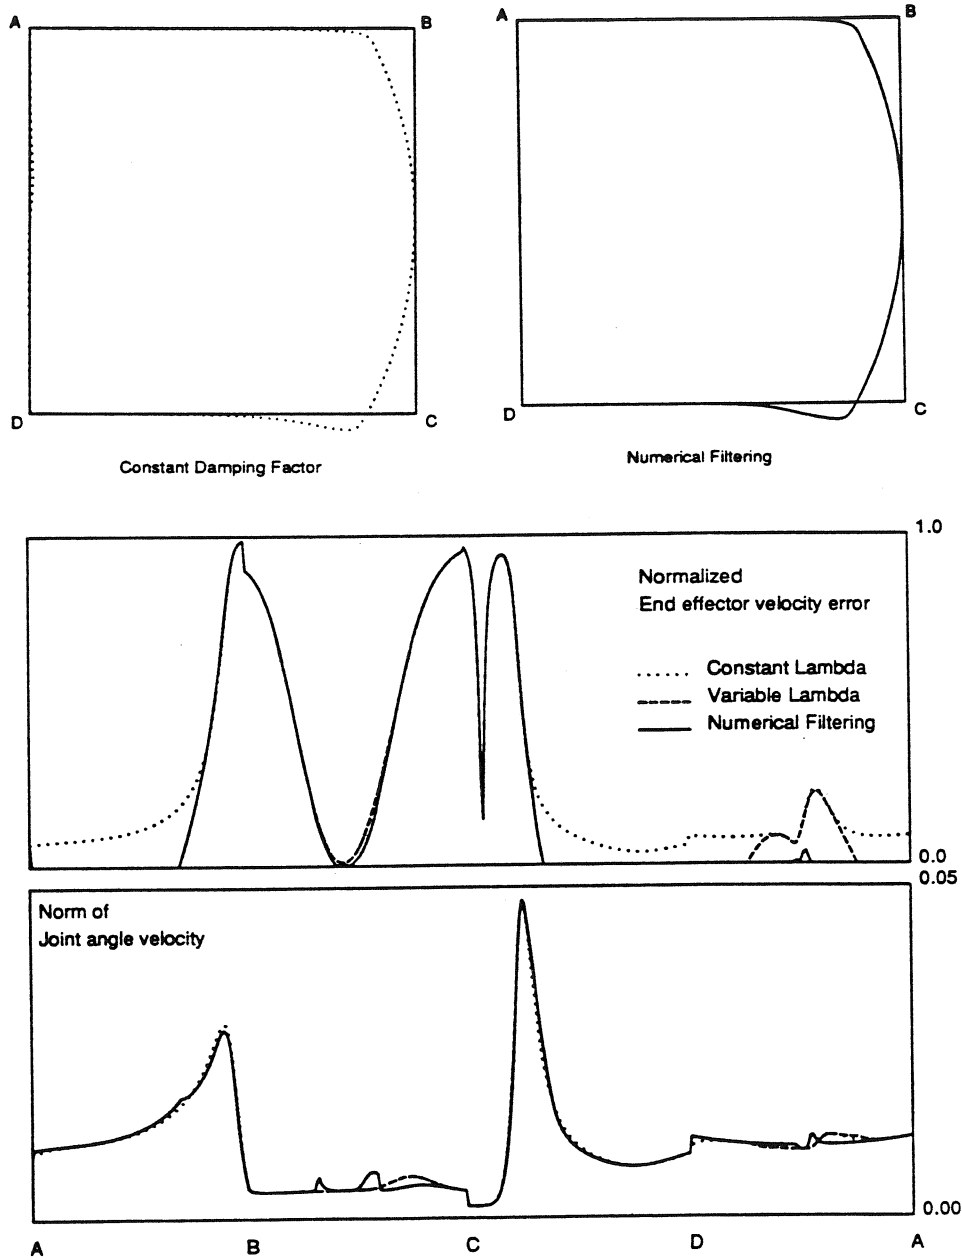 A
B
A
B
D
C
D
C
Constant Damping Factor
Numerical Filtering
1.0
Normalized
End effector velocity error
Constant Lambda
Variable Lambda
Numerical Filtering
0.0
0.05
Norm of
Joint angle velocity
0.00
A
B
C
D
A